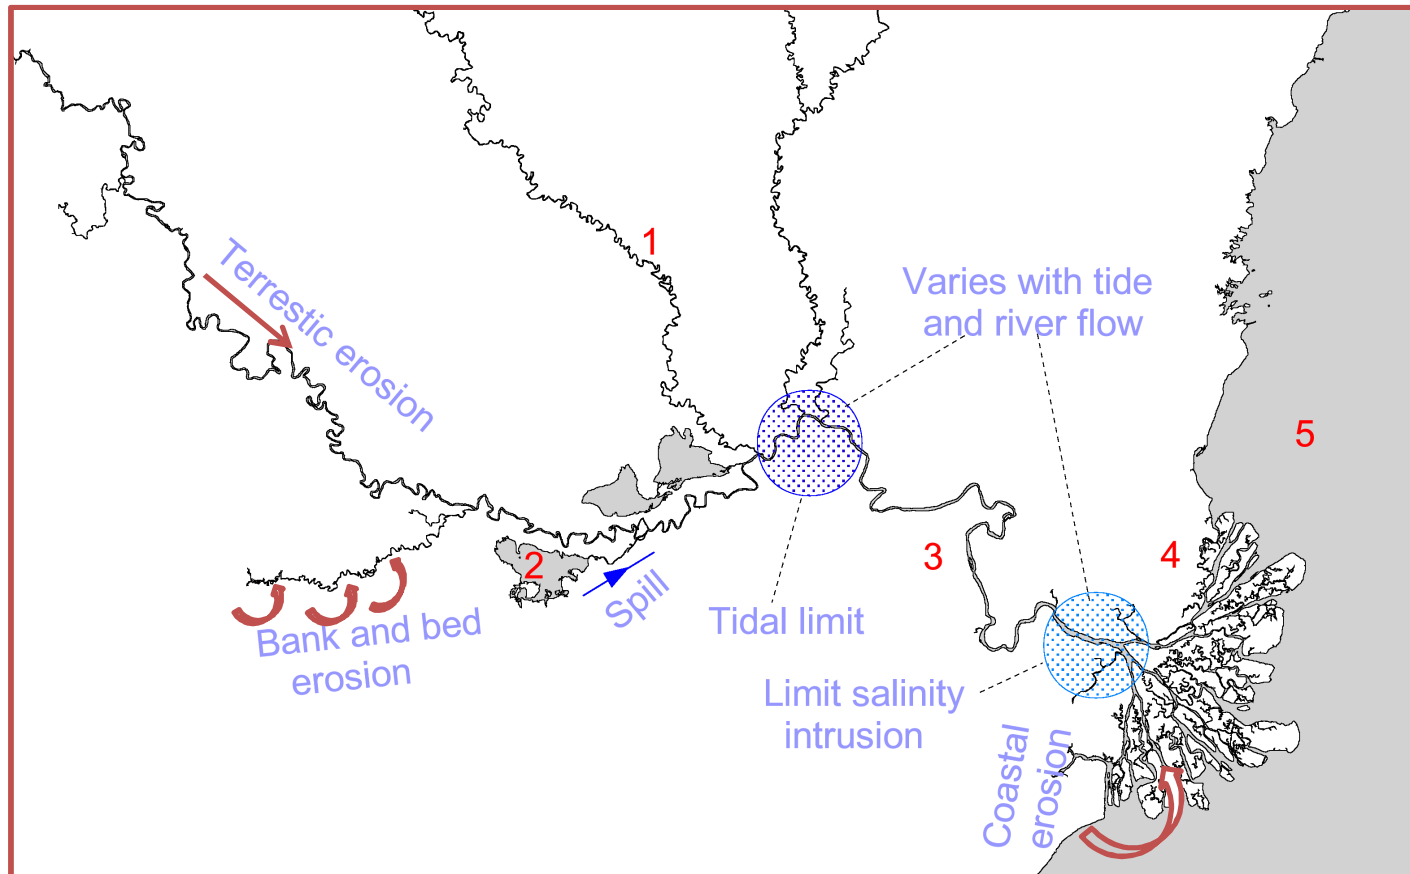 1
Terrestic erosion
Varies with tide
and river flow
5
2
3
4
Spill
Tidal limit
Bank and bed
erosion
Limit salinity
intrusion
Coastal
erosion